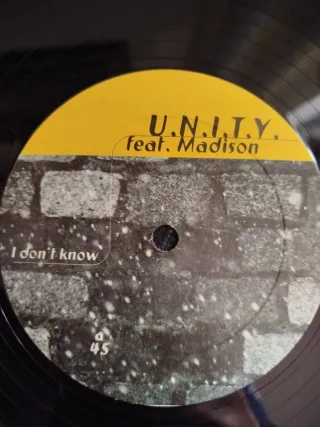 U.N.I.T.Y.
feat. Madison
I don't know
a
45